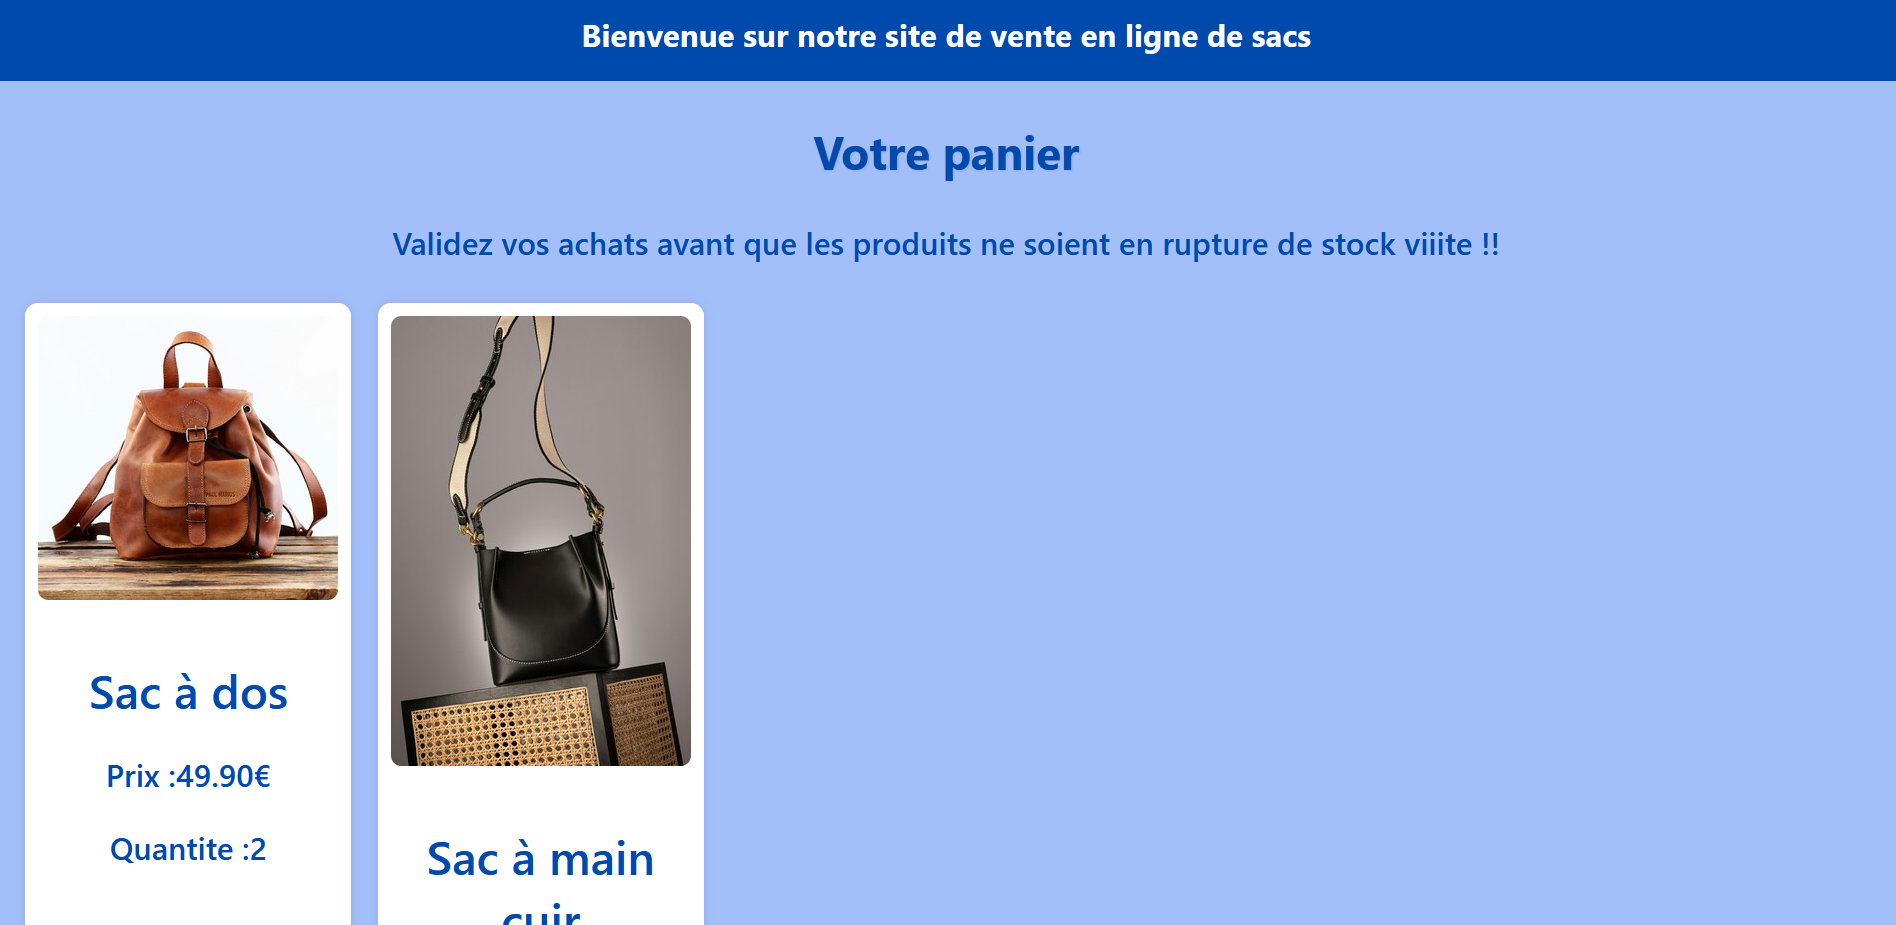 Bienvenue sur notre site de vente en ligne de sacs
Votre panier
Validez vos achats avant que les produits ne soient en rupture de stock viiite !!
Sac à dos
Prix :49.90€
Quantite :2
Sac à main
cuir